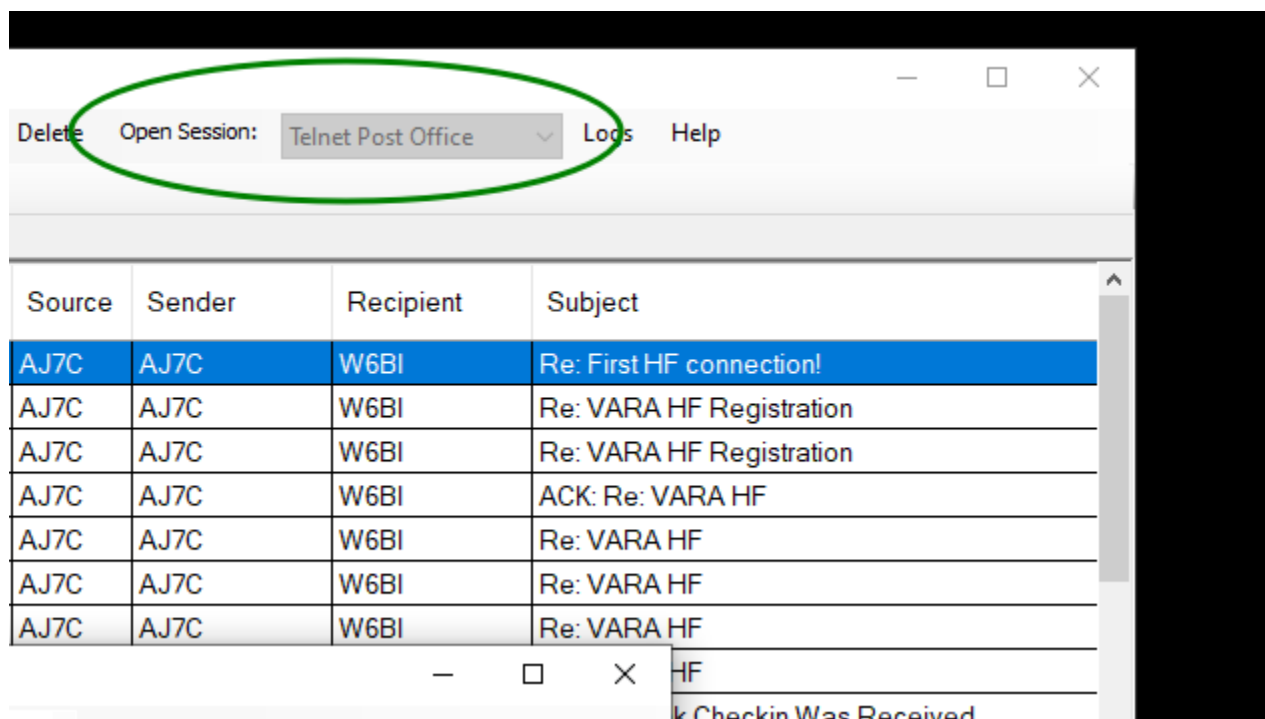 Delete Open Session: Telnet Post Office Logs Help
Source Sender Recipient Subject
AJ7C AJ7C W6BI Re: First HF connection!
AJ7C AJ7C W6BI Re: VARA HF Registration
AJ7C AJ7C W6BI Re: VARA HF Registration
AJ7C AJ7C W6BI ACK: Re: VARA HF
AJ7C AJ7C W6BI Re: VARA HF
AJ7C AJ7C W6BI Re: VARA HF
AJ7C AJ7C W6BI Re: VARA HF
HF
k Checkin Was Received